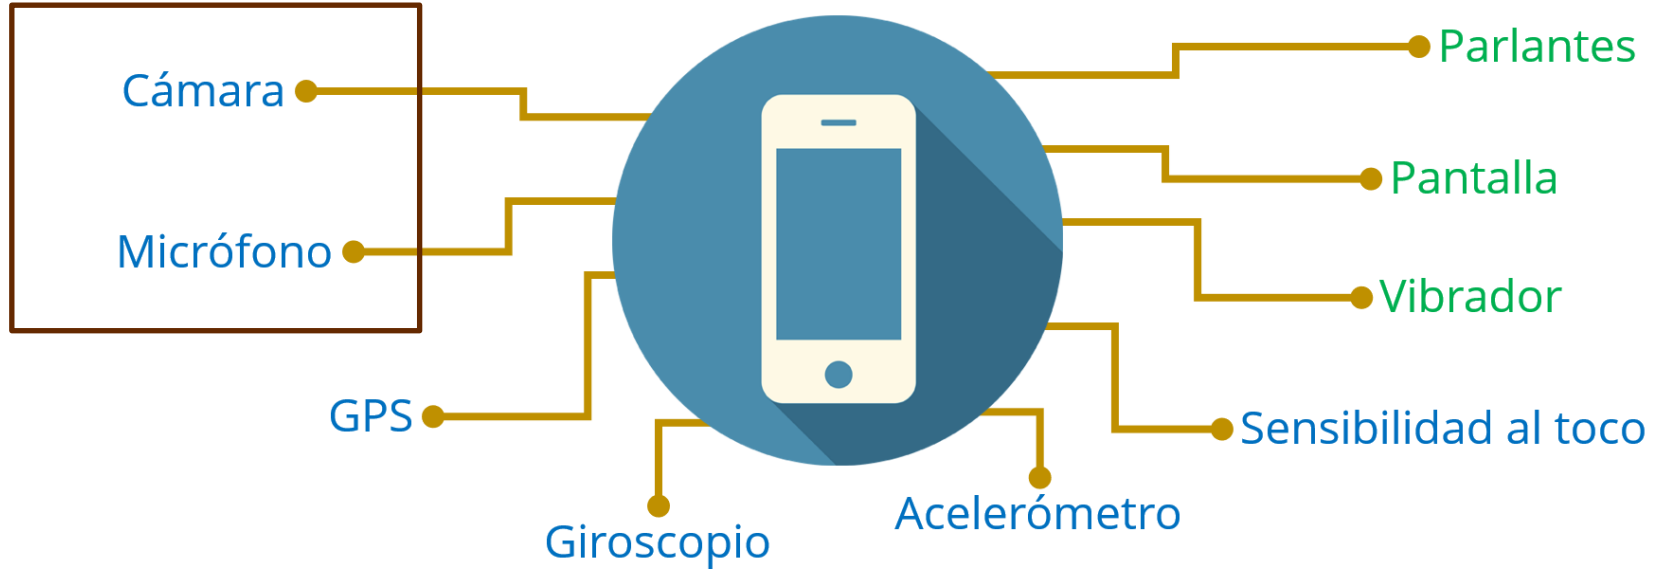 Cámara
Micrófono
GPS
Giroscopio
Acelerómetro
Parlantes
Pantalla
Vibrador
Sensibilidad al toco